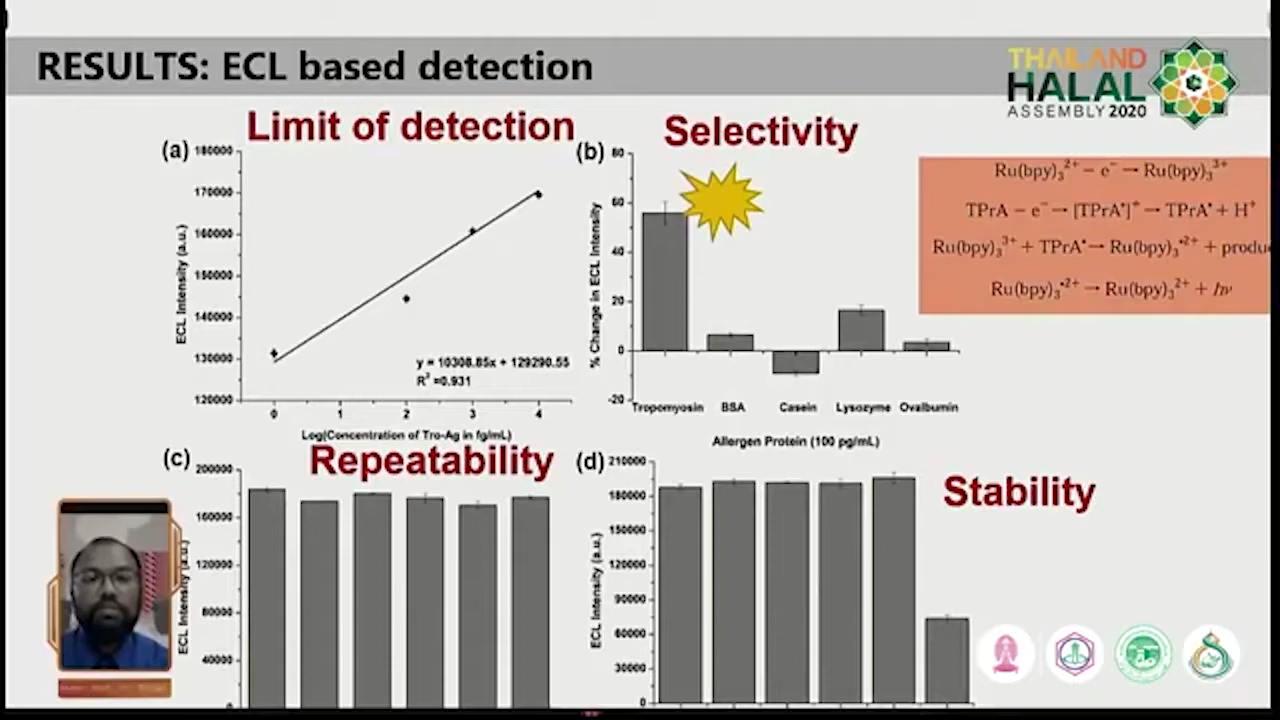 RESULTS: ECL based detection
THAILAND
HALAL
ASSEMBLY 2020
Limit of detection
(a)
180000
170000
160000
150000
140000
130000
120000
ECL Intensity (a.u.)
y = 10308.85x + 129290.55
R² =0.931
0 1 2 3 4
Log(Concentration of Tro-Ag in fg/mL)
Selectivity
(b)
80
60
40
20
0
-20
% Change in ECL Intensity
Tropomyosin BSA Casein Lysozyme Ovalbumin
Allergen Protein (100 pg/mL)
Ru(bpy)₃²⁺ − e⁻ → Ru(bpy)₃³⁺
TPrA − e⁻ → [TPrA•]⁺ → TPrA• + H⁺
Ru(bpy)₃³⁺ + TPrA• → Ru(bpy)₃•²⁺ + produ
Ru(bpy)₃•²⁺ → Ru(bpy)₃²⁺ + hν
Repeatability
(c)
200000
160000
120000
80000
40000
0
ECL Intensity (a.u.)
(d)
210000
180000
150000
120000
90000
60000
30000
0
ECL Intensity (a.u.)
Stability